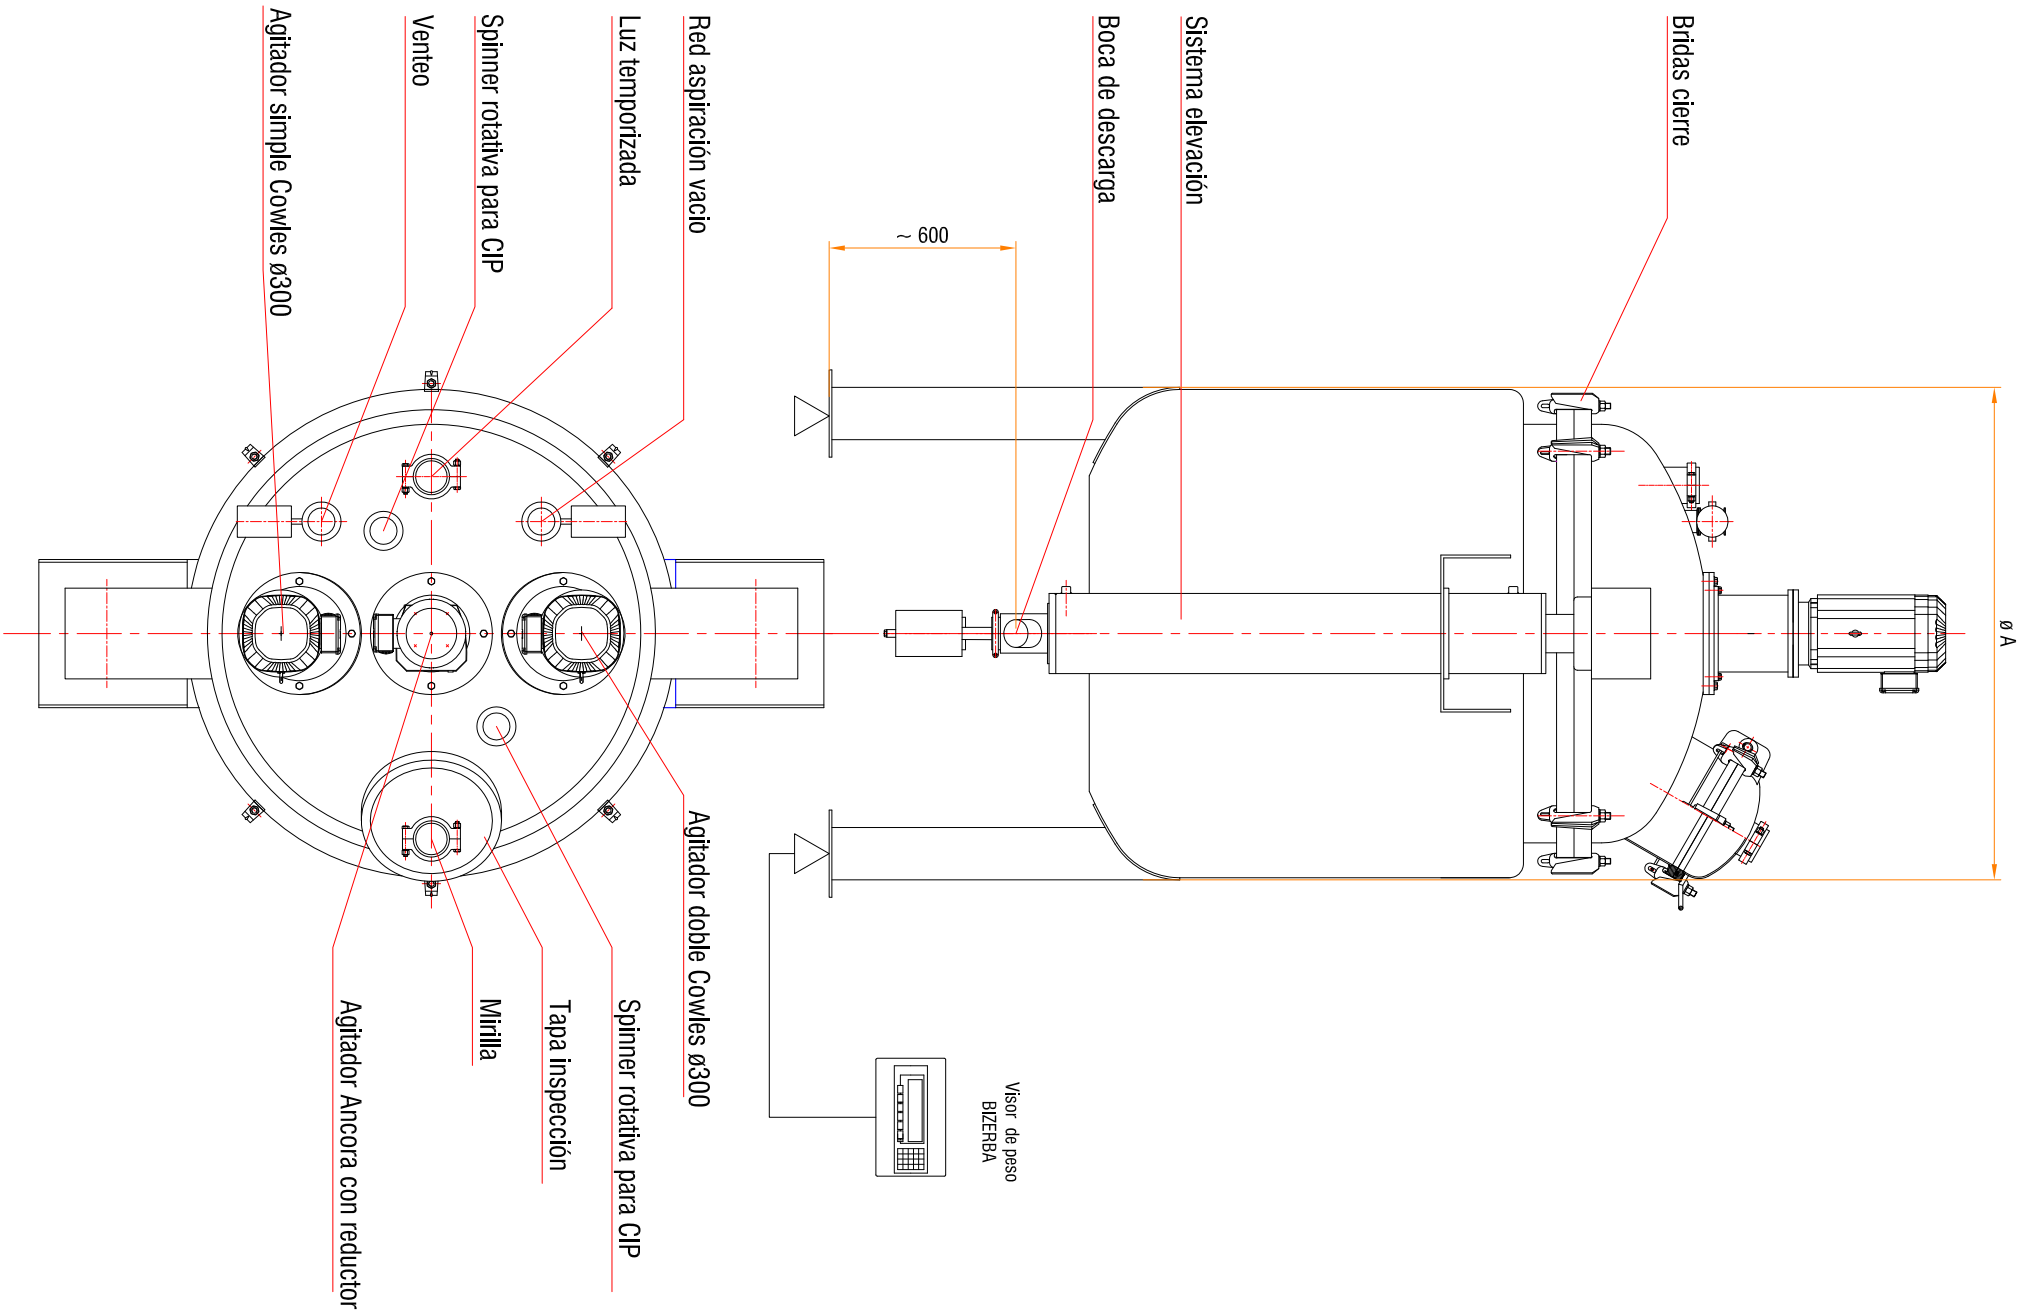 Bridas cierre
Sistema elevación
Boca de descarga
Red aspiración vacio
Luz temporizada
Spinner rotativa para CIP
Venteo
Agitador simple Cowles ø300
~ 600
ø A
Agitador doble Cowles ø300
Spinner rotativa para CIP
Tapa inspección
Mirilla
Agitador Ancora con reductor
Visor de peso
BIZERBA